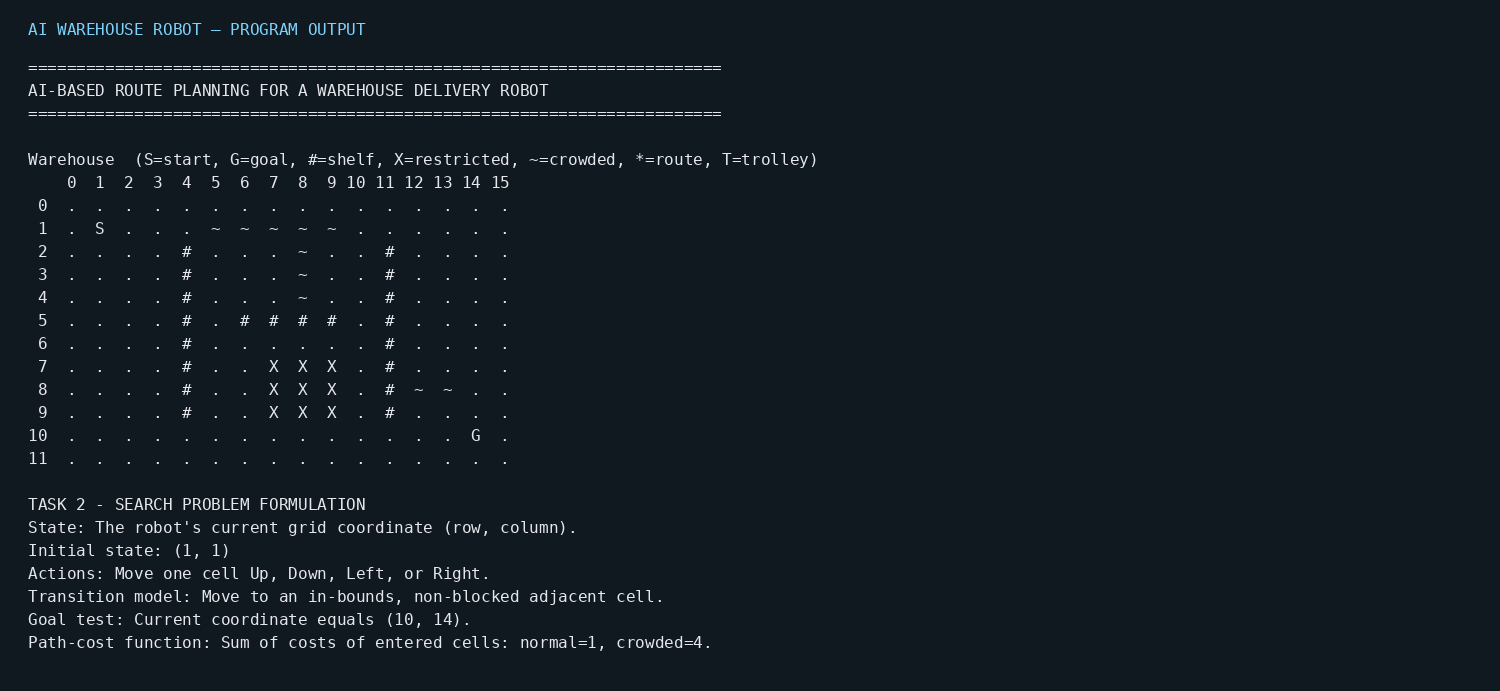 AI WAREHOUSE ROBOT — PROGRAM OUTPUT
========================================================================
AI-BASED ROUTE PLANNING FOR A WAREHOUSE DELIVERY ROBOT
========================================================================
Warehouse  (S=start, G=goal, #=shelf, X=restricted, ~=crowded, *=route, T=trolley)
    0  1  2  3  4  5  6  7  8  9 10 11 12 13 14 15
 0  .  .  .  .  .  .  .  .  .  .  .  .  .  .  .  .
 1  .  S  .  .  .  ~  ~  ~  ~  ~  .  .  .  .  .  .
 2  .  .  .  .  #  .  .  .  ~  .  .  #  .  .  .  .
 3  .  .  .  .  #  .  .  .  ~  .  .  #  .  .  .  .
 4  .  .  .  .  #  .  .  .  ~  .  .  #  .  .  .  .
 5  .  .  .  .  #  .  #  #  #  #  .  #  .  .  .  .
 6  .  .  .  .  #  .  .  .  .  .  .  #  .  .  .  .
 7  .  .  .  .  #  .  .  X  X  X  .  #  .  .  .  .
 8  .  .  .  .  #  .  .  X  X  X  .  #  ~  ~  .  .
 9  .  .  .  .  #  .  .  X  X  X  .  #  .  .  .  .
10  .  .  .  .  .  .  .  .  .  .  .  .  .  .  G  .
11  .  .  .  .  .  .  .  .  .  .  .  .  .  .  .  .
TASK 2 - SEARCH PROBLEM FORMULATION
State: The robot's current grid coordinate (row, column).
Initial state: (1, 1)
Actions: Move one cell Up, Down, Left, or Right.
Transition model: Move to an in-bounds, non-blocked adjacent cell.
Goal test: Current coordinate equals (10, 14).
Path-cost function: Sum of costs of entered cells: normal=1, crowded=4.